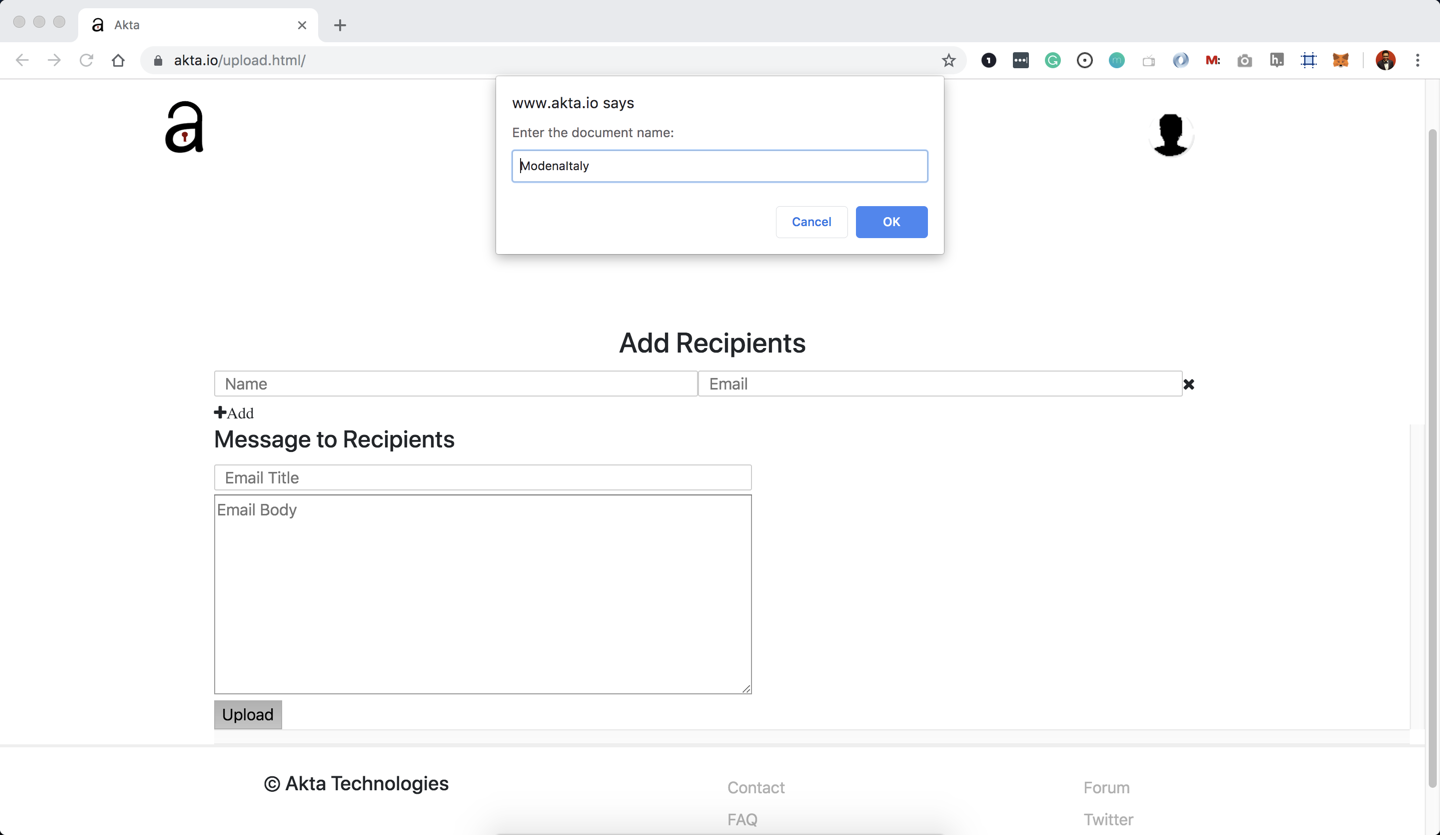 a Akta
akta.io/upload.html/
www.akta.io says
Enter the document name:
ModenaItaly
Cancel OK
a
Add Recipients
Name Email
Add
Message to Recipients
Email Title
Email Body
Upload
© Akta Technologies Contact Forum
FAQ Twitter